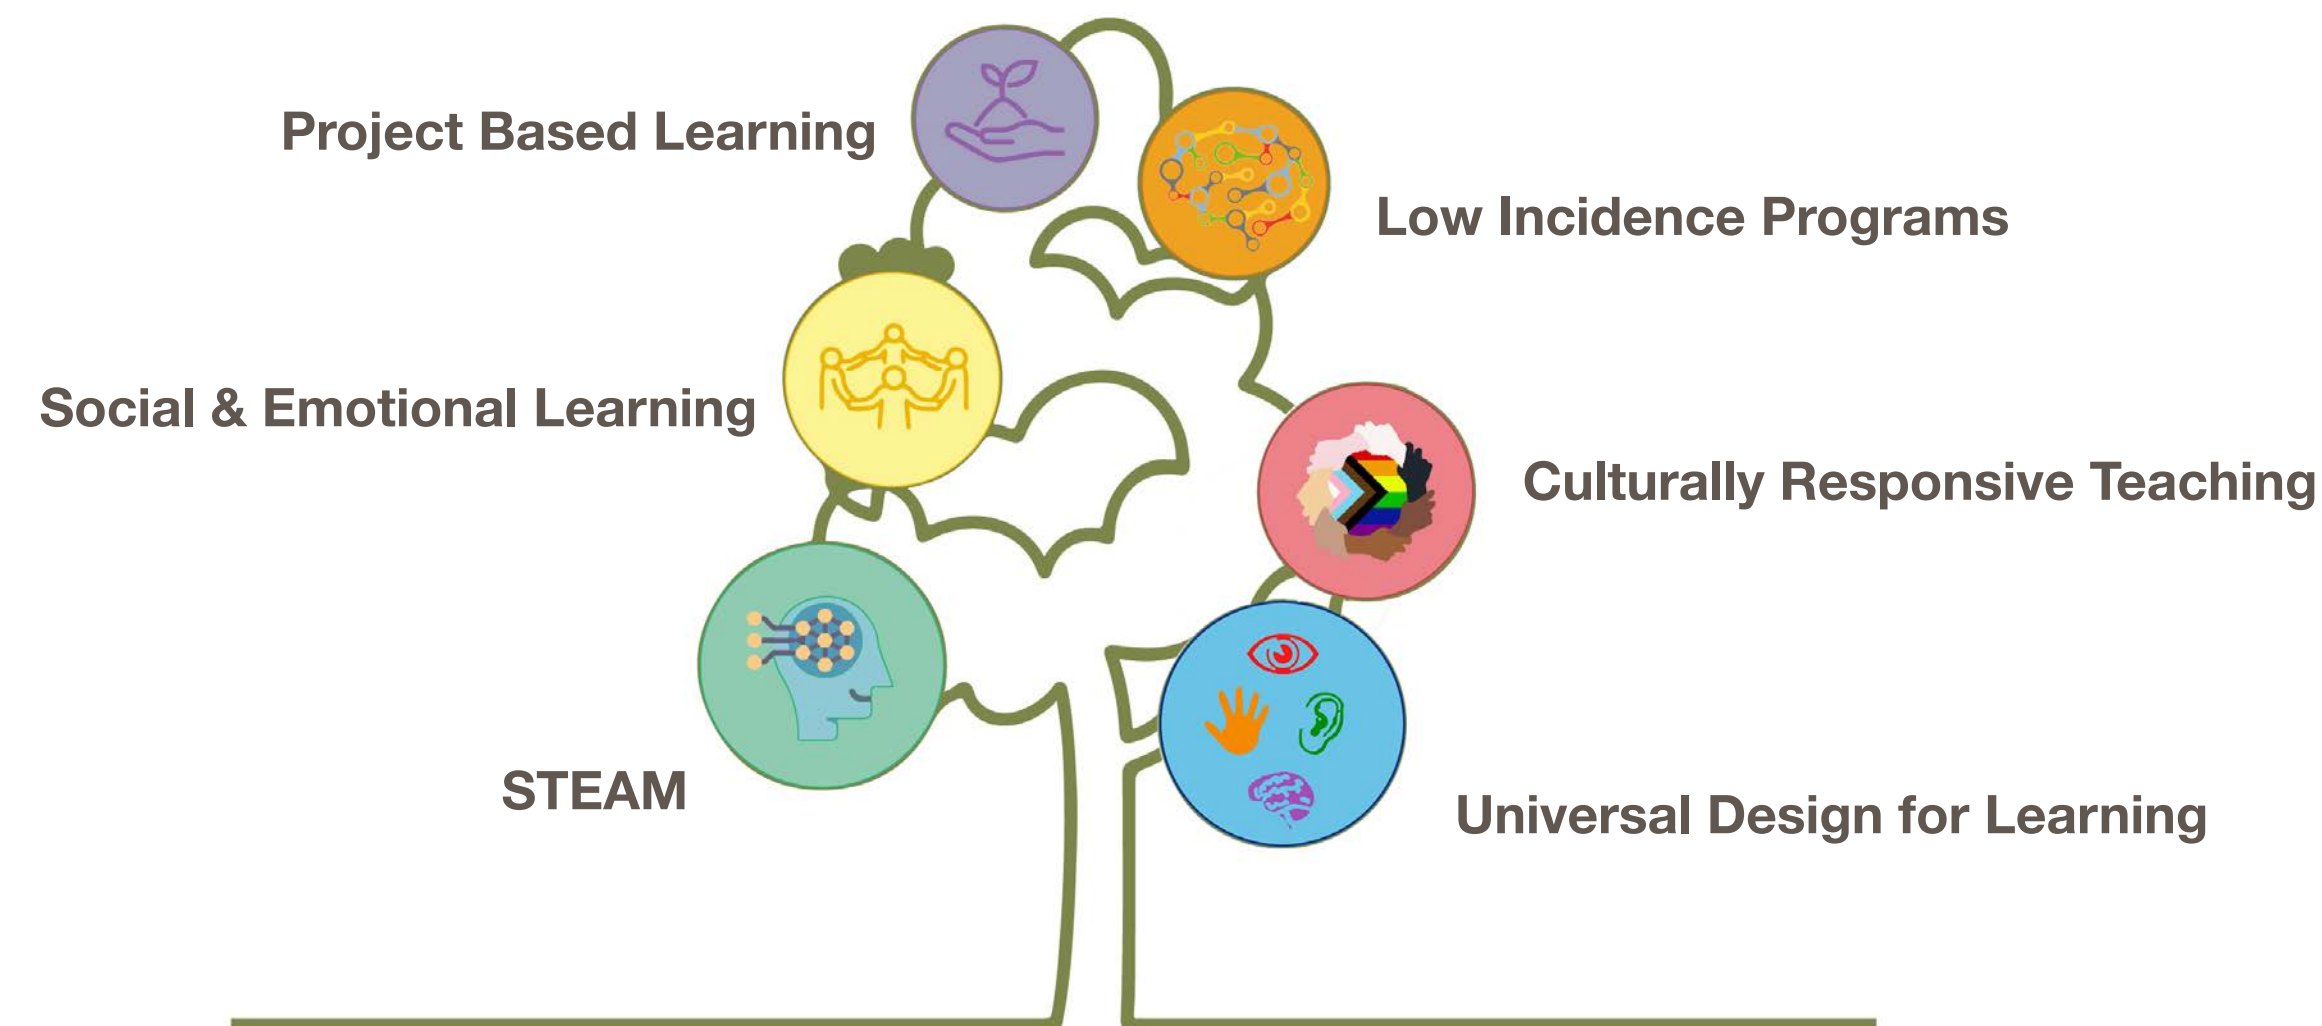 Project Based Learning
Low Incidence Programs
Social & Emotional Learning
Culturally Responsive Teaching
STEAM
Universal Design for Learning